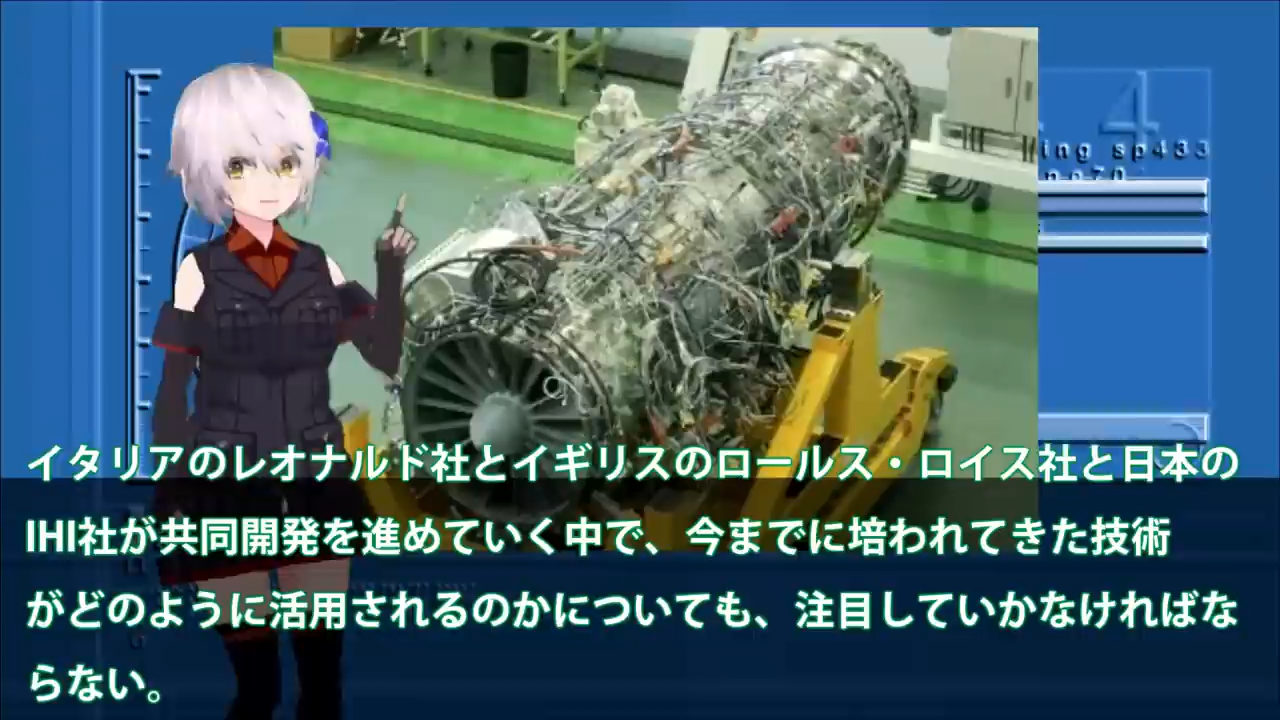 4
ing sp433
イタリアのレオナルド社とイギリスのロールス・ロイス社と日本の
IHI社が共同開発を進めていく中で、今までに培われてきた技術
がどのように活用されるのかについても、注目していかなければな
らない。